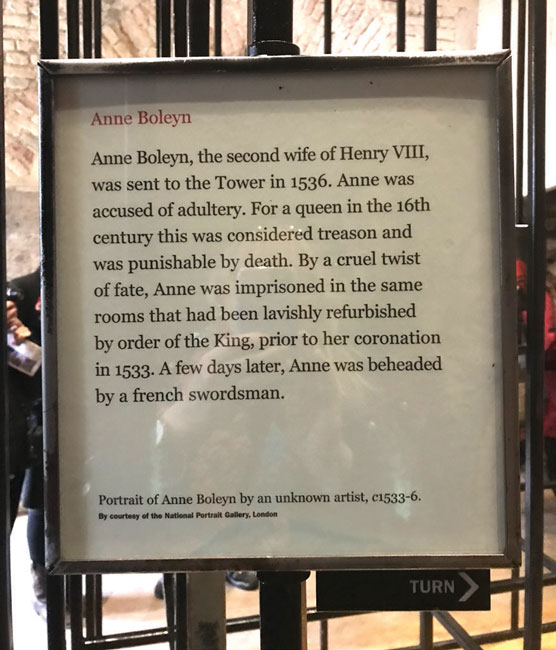 Anne Boleyn
Anne Boleyn, the second wife of Henry VIII,
was sent to the Tower in 1536. Anne was
accused of adultery. For a queen in the 16th
century this was considered treason and
was punishable by death. By a cruel twist
of fate, Anne was imprisoned in the same
rooms that had been lavishly refurbished
by order of the King, prior to her coronation
in 1533. A few days later, Anne was beheaded
by a french swordsman.
Portrait of Anne Boleyn by an unknown artist, c1533-6.
By courtesy of the National Portrait Gallery, London
TURN